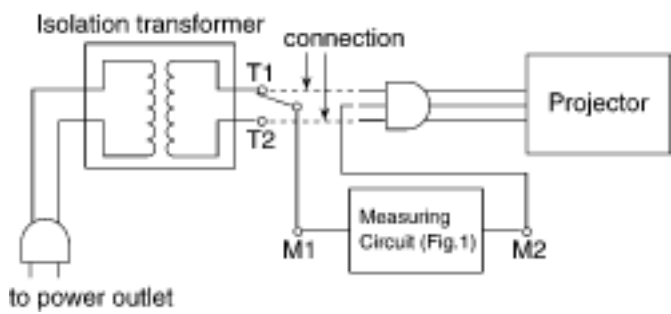 Isolation transformer
connection
T1
T2
Projector
M1
Measuring
Circuit (Fig.1)
M2
to power outlet